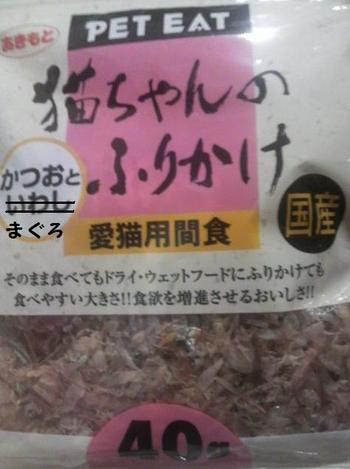 あきもと
PET EAT
猫ちゃんの
ふりかけ
かつおと
いわし
まぐろ
国産
愛猫用間食
そのまま食べてもドライ・ウェットフードにふりかけても
食べやすい大きさ!!食欲を増進させるおいしさ!!
40g